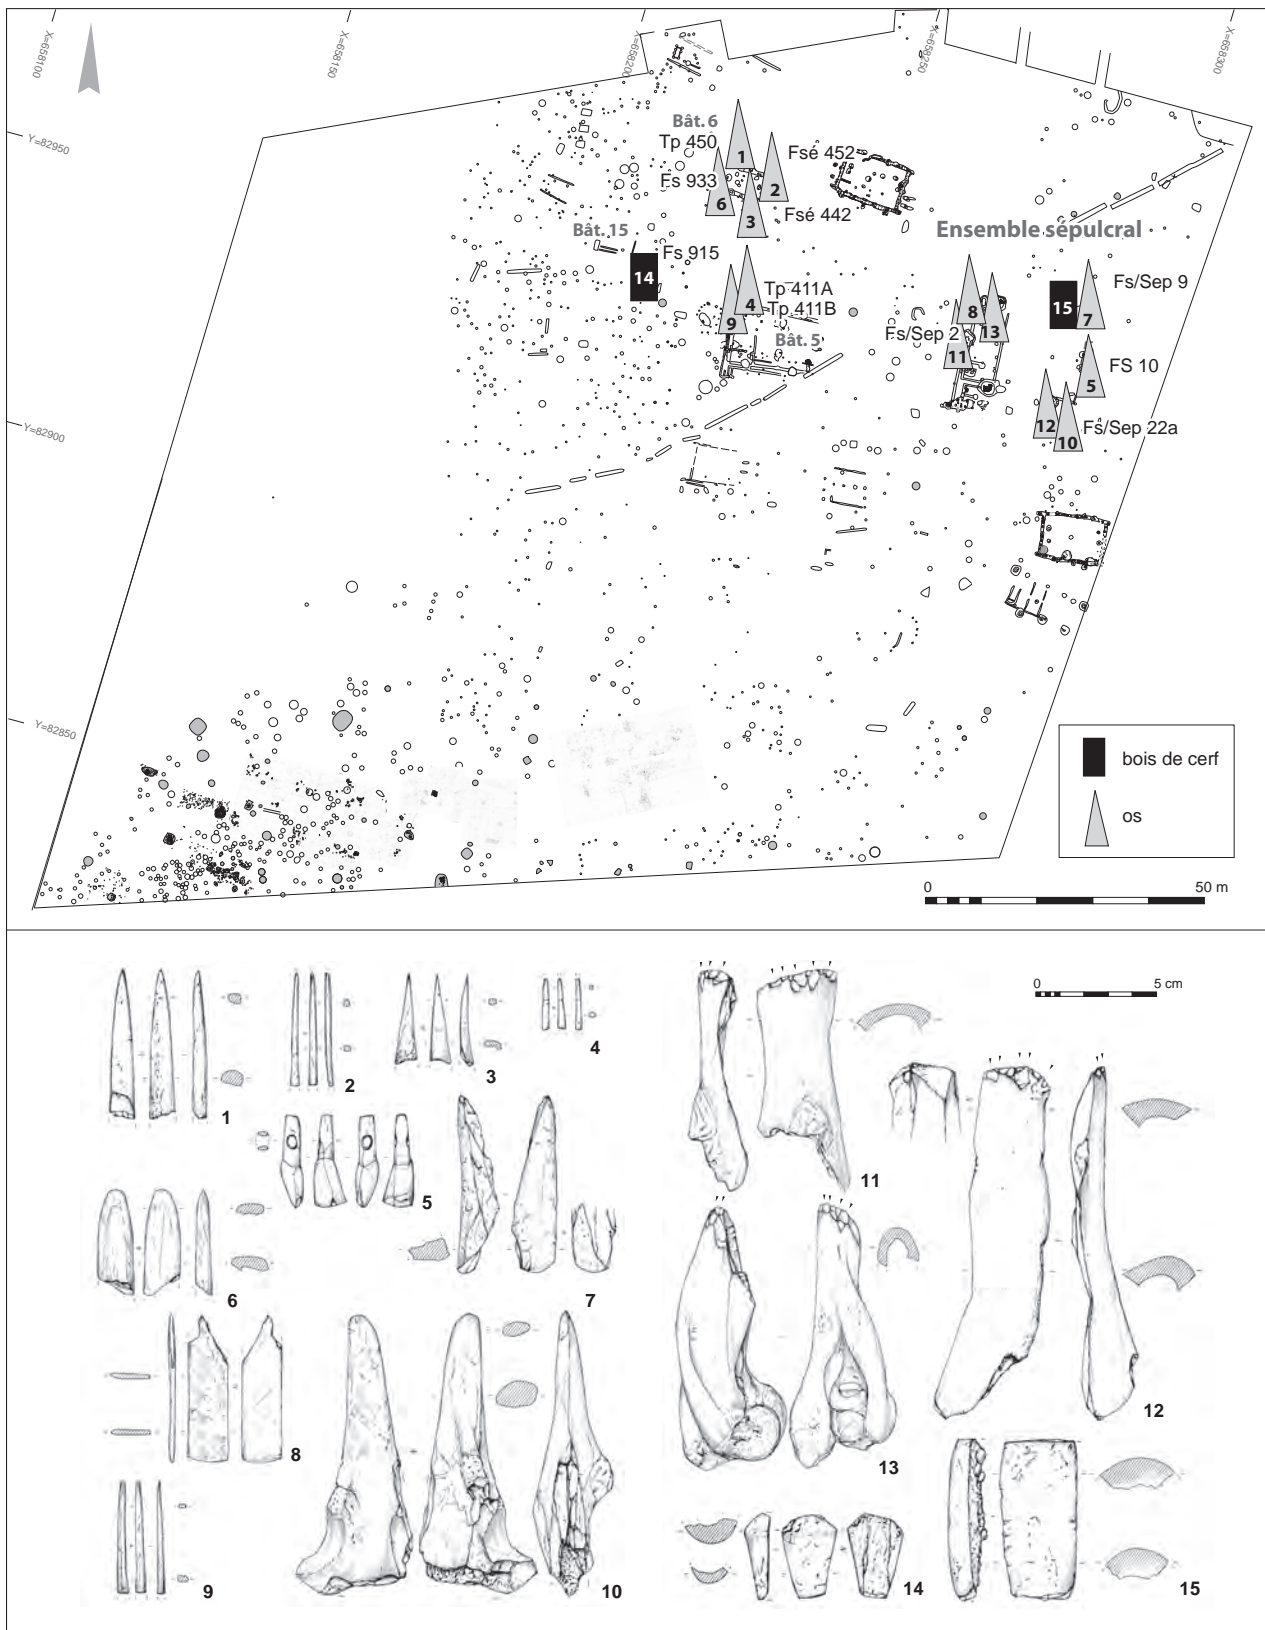 X=658100
X=658150
X=658200
X=658250
X=658300
Y=82950
Y=82900
Y=82850
Bât. 6
Tp 450
1
Fsé 452
2
Fs 933
6
3
Fsé 442
Ensemble sépulcral
Bât. 15
Fs 915
14
Tp 411A
4
Tp 411B
9
Bât. 5
Fs/Sep 9
15
7
8
13
Fs/Sep 2
11
FS 10
5
12
10
Fs/Sep 22a
bois de cerf
os
0 50 m
0 5 cm
1
2
3
4
5
6
7
8
9
10
11
12
13
14
15